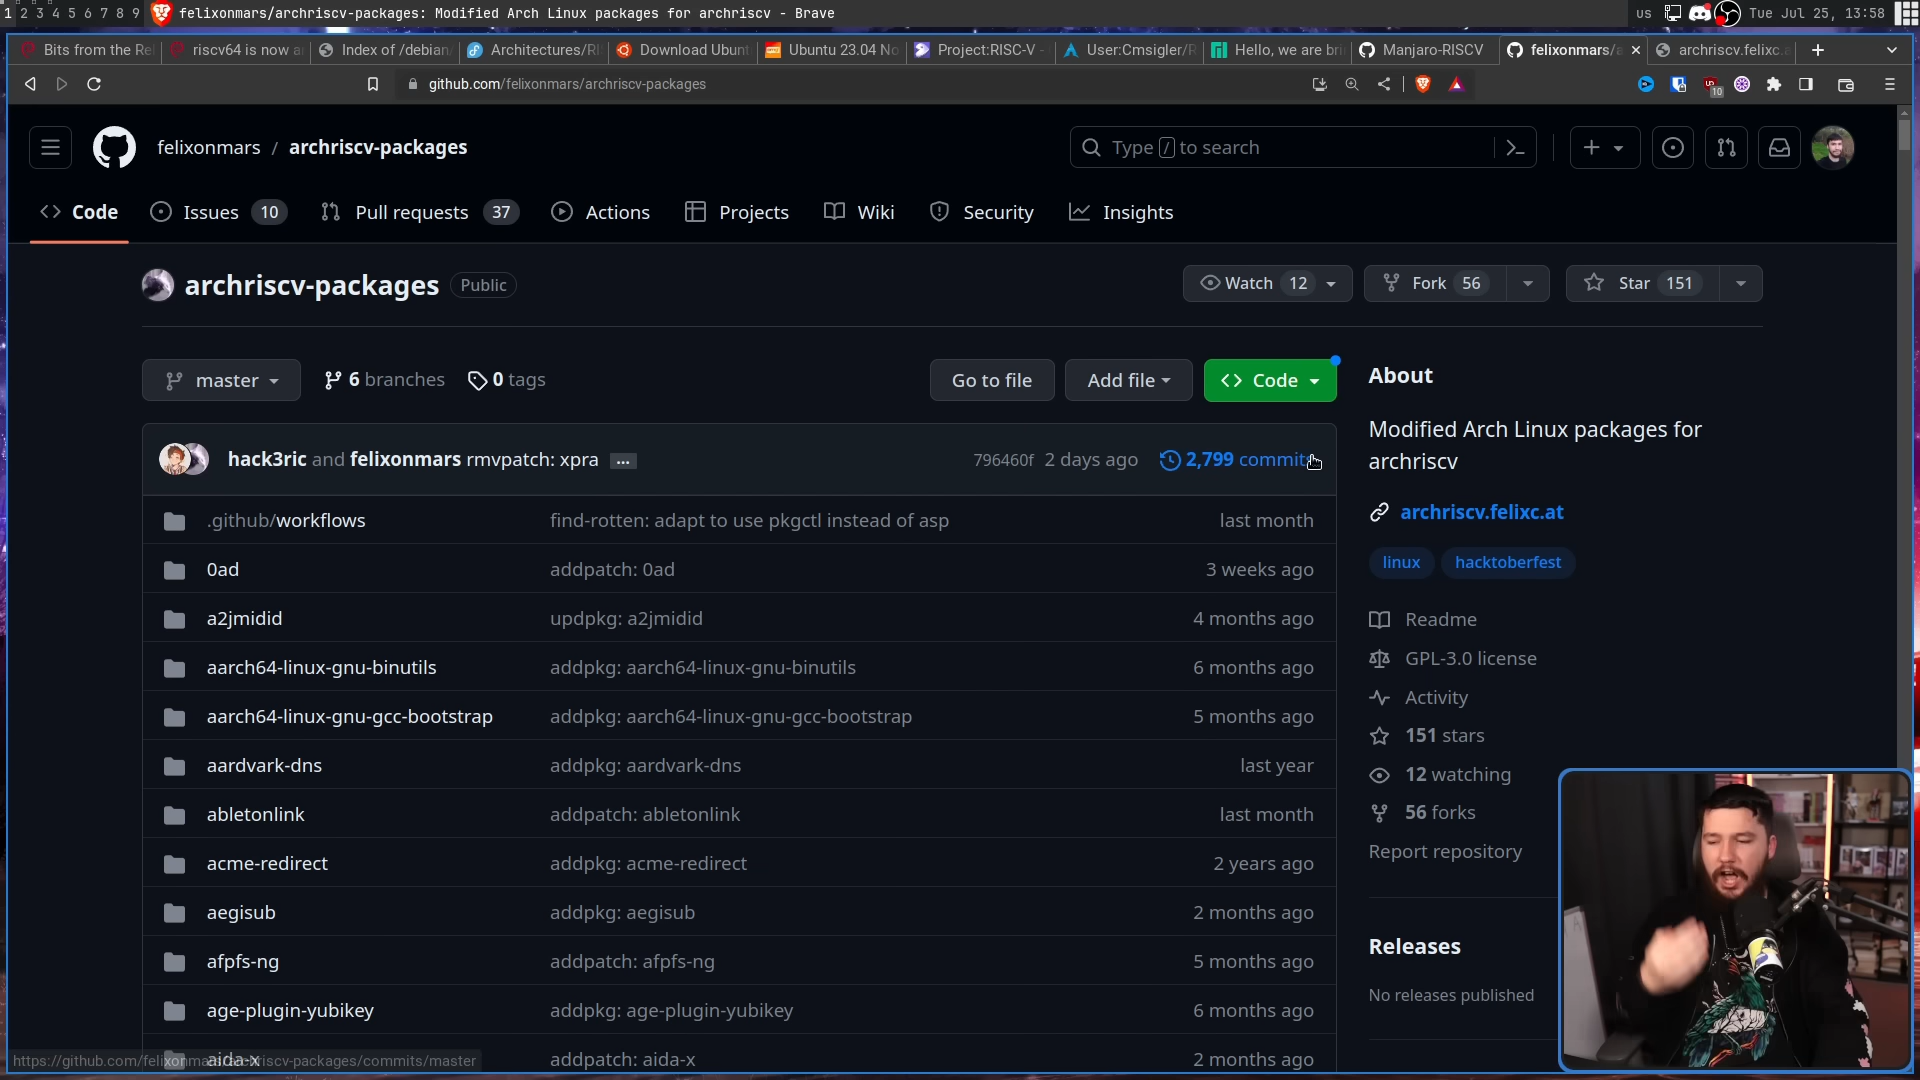 1 2 3 4 5 6 7 8 9 felixonmars/archriscv-packages: Modified Arch Linux packages for archriscv - Brave us Tue Jul 25, 13:58
Bits from the Re riscv64 is now a Index of /debian Architectures/RI Download Ubunt Ubuntu 23.04 No Project:RISC-V - User:Cmsigler/R Hello, we are bri Manjaro-RISCV felixonmars/a archriscv.felixc.a
github.com/felixonmars/archriscv-packages 10
felixonmars / archriscv-packages Type / to search
Code Issues 10 Pull requests 37 Actions Projects Wiki Security Insights
archriscv-packages Public Watch 12 Fork 56 Star 151
master 6 branches 0 tags Go to file Add file Code
About
Modified Arch Linux packages for
archriscv
archriscv.felixc.at
linux hacktoberfest
Readme
GPL-3.0 license
Activity
151 stars
12 watching
56 forks
Report repository
Releases
No releases published
hack3ric and felixonmars rmvpatch: xpra ... 796460f 2 days ago 2,799 commits
.github/workflows find-rotten: adapt to use pkgctl instead of asp last month
0ad addpatch: 0ad 3 weeks ago
a2jmidid updpkg: a2jmidid 4 months ago
aarch64-linux-gnu-binutils addpkg: aarch64-linux-gnu-binutils 6 months ago
aarch64-linux-gnu-gcc-bootstrap addpkg: aarch64-linux-gnu-gcc-bootstrap 5 months ago
aardvark-dns addpkg: aardvark-dns last year
abletonlink addpatch: abletonlink last month
acme-redirect addpkg: acme-redirect 2 years ago
aegisub addpkg: aegisub 2 months ago
afpfs-ng addpatch: afpfs-ng 5 months ago
age-plugin-yubikey addpkg: age-plugin-yubikey 6 months ago
aida-x addpatch: aida-x 2 months ago
https://github.com/felixonmars/archriscv-packages/commits/master